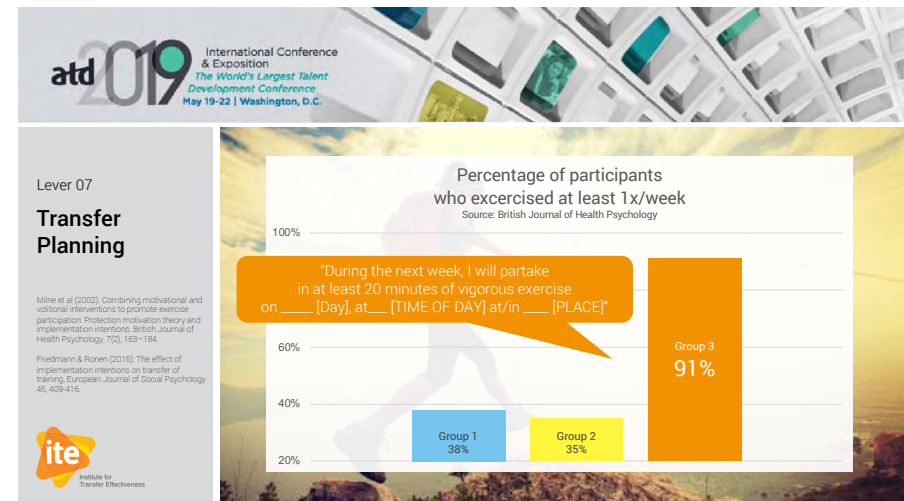 atd 2019
International Conference
& Exposition
The World's Largest Talent
Development Conference
May 19-22 | Washington, D.C.
Lever 07
Transfer
Planning
Milne et al (2002). Combining motivational and
volitional interventions to promote exercise
participation: Protection motivation theory and
implementation intentions. British Journal of
Health Psychology, 7(2), 163–184.
Friedmann & Ronen (2015): The effect of
implementation intentions on transfer of
training, European Journal of Social Psychology
45, 409-416.
ite
Institute for
Transfer Effectiveness
Percentage of participants
who excercised at least 1x/week
Source: British Journal of Health Psychology
100%
"During the next week, I will partake
in at least 20 minutes of vigorous exercise
on _____ [Day], at___ [TIME OF DAY] at/in ____ [PLACE]"
60%
40%
20%
Group 1
38%
Group 2
35%
Group 3
91%